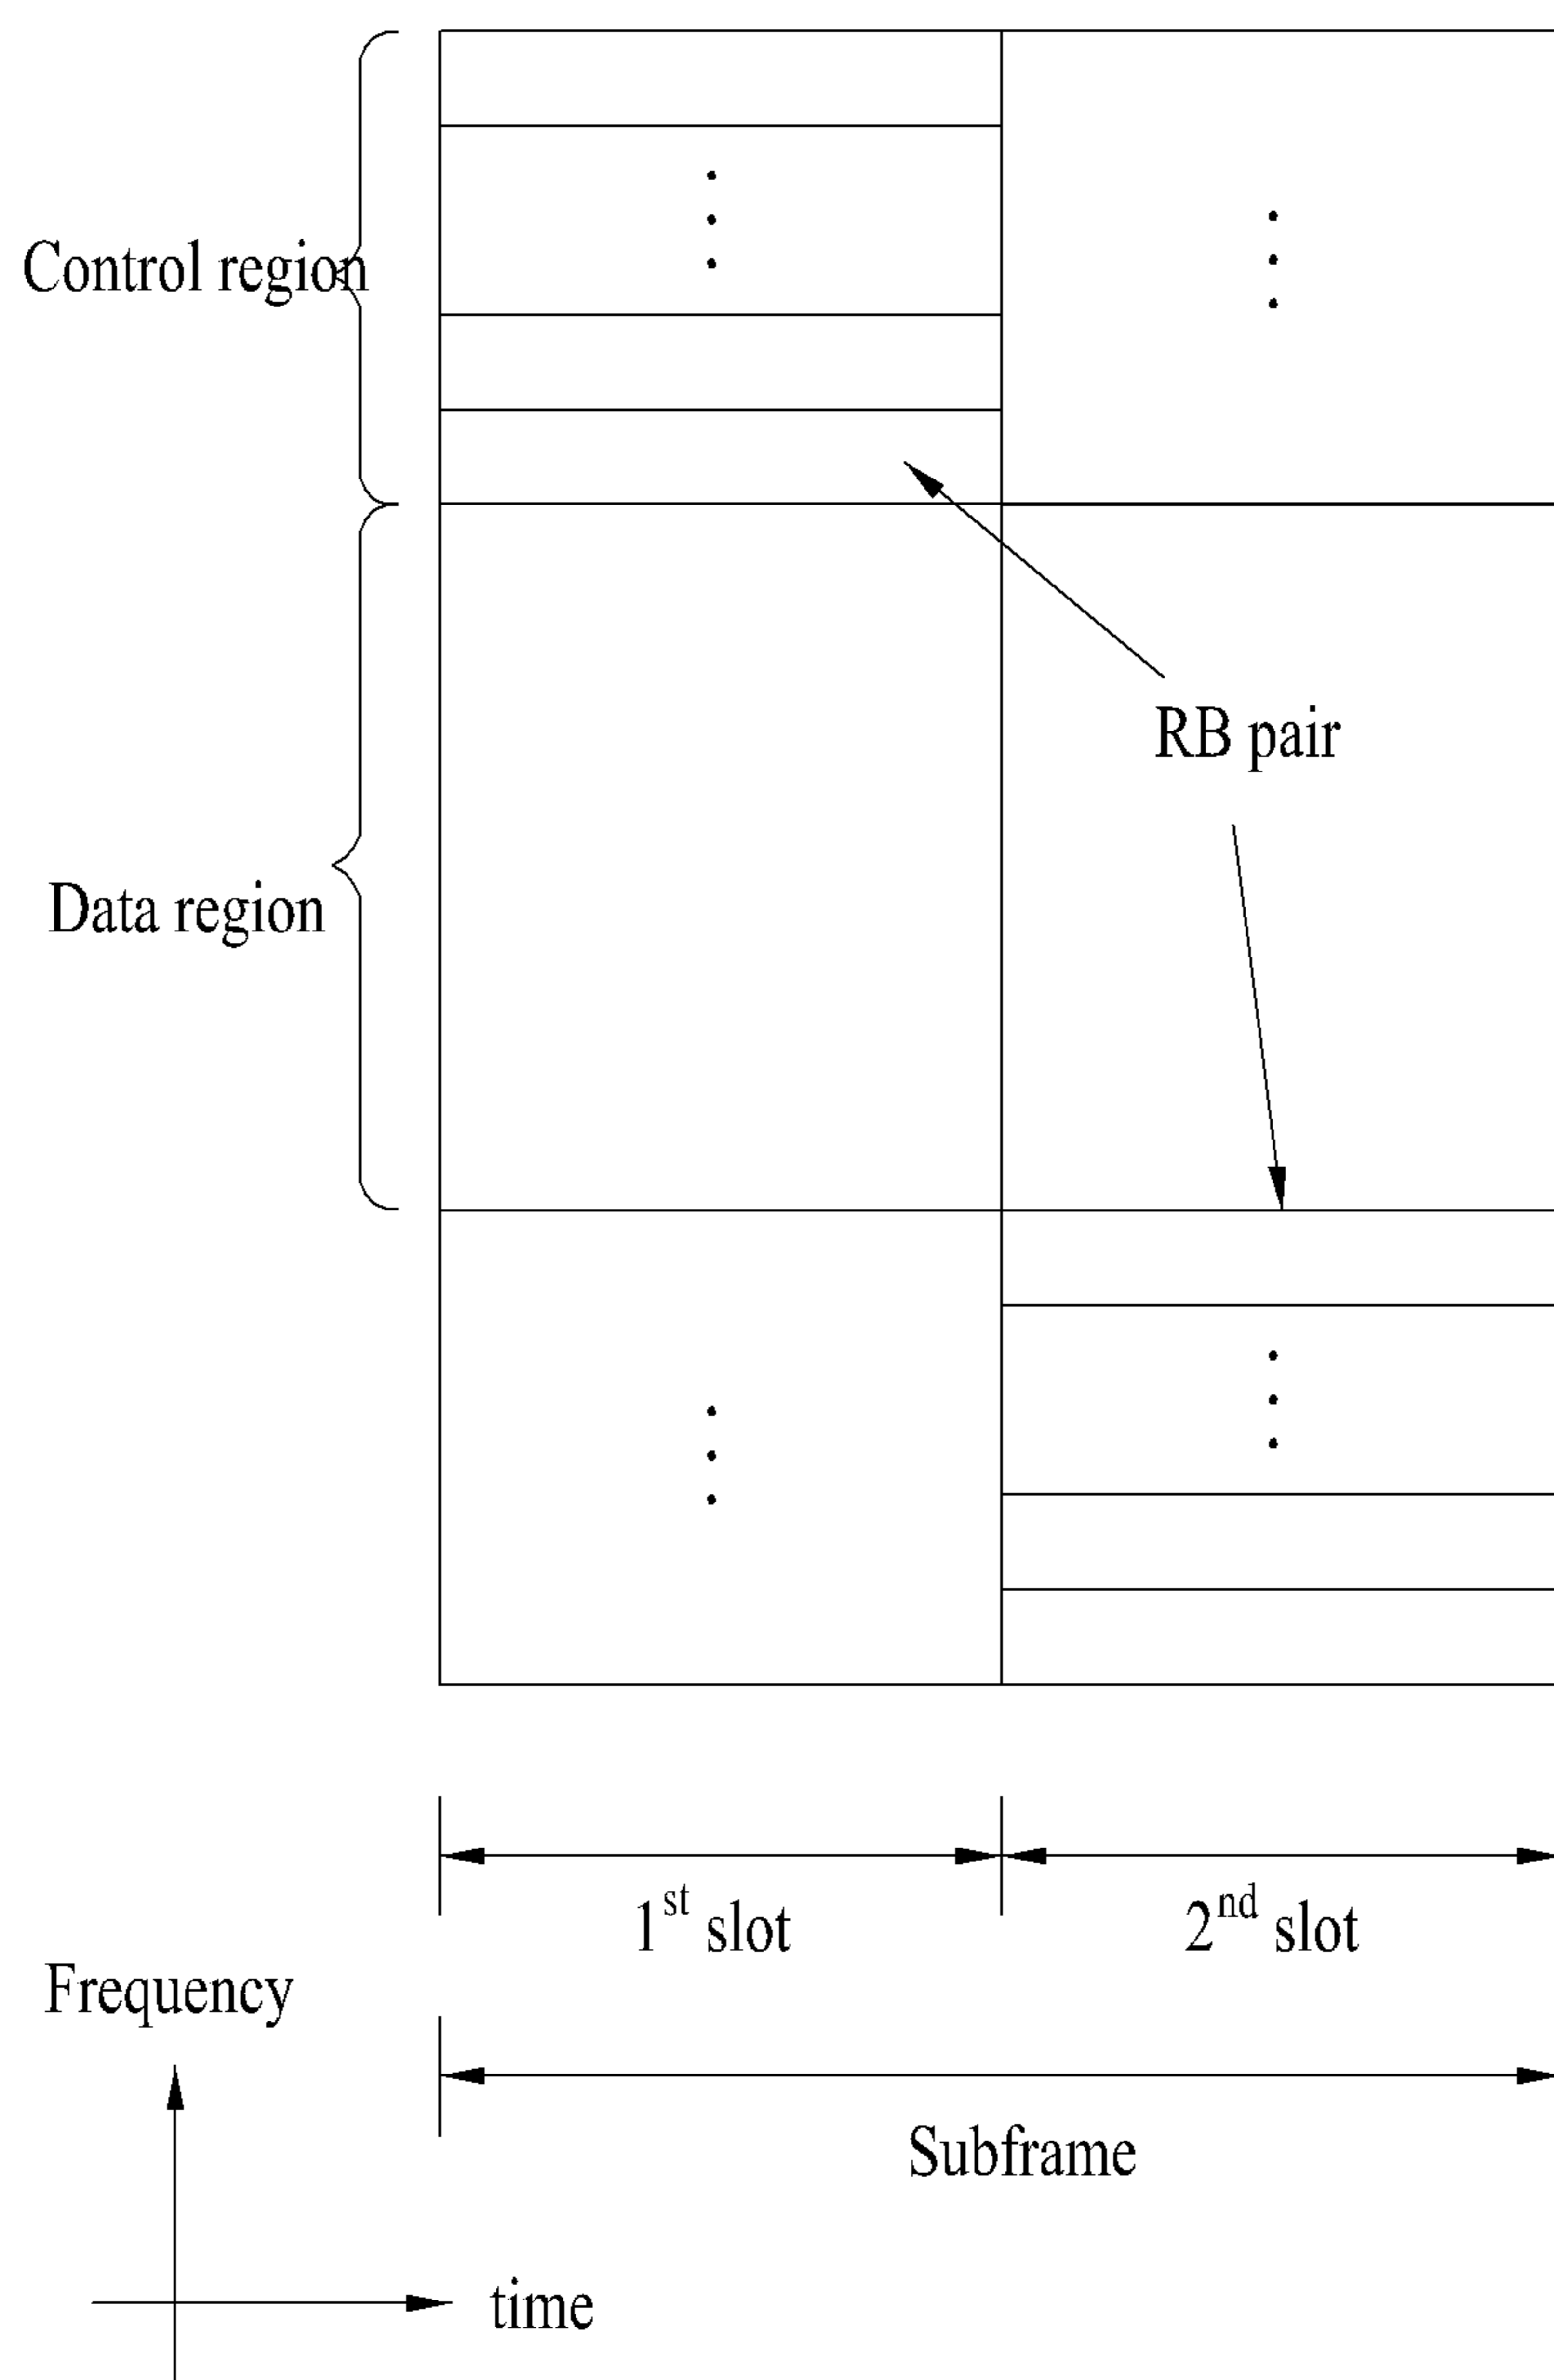 Control region
RB pair
Data region
1st slot
2nd slot
Frequency
Subframe
time